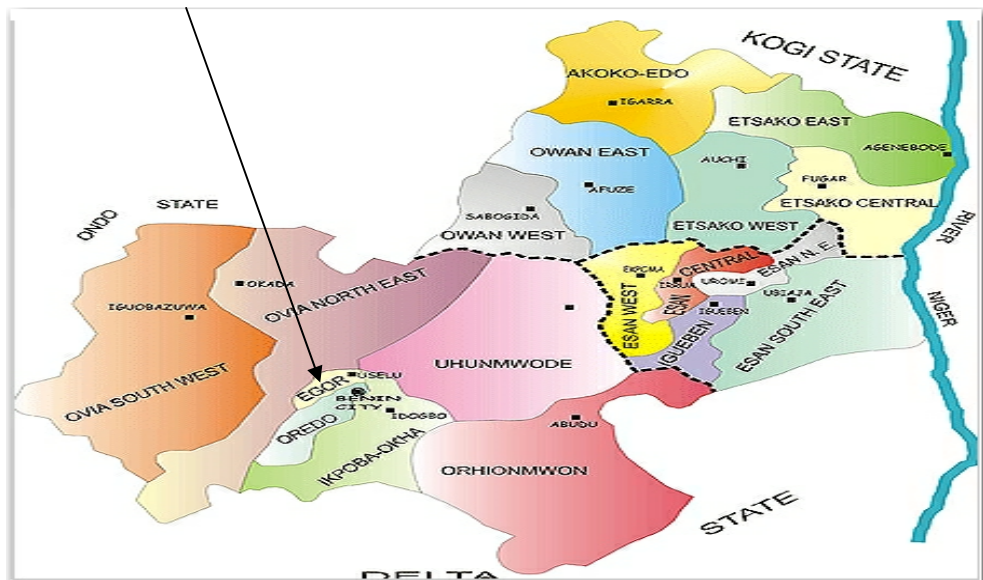 KOGI STATE
AKOKO-EDO
IGARRA
ETSAKO EAST
AGENEBODE
OWAN EAST
AUCHI
AFUZE
FUGAR
ETSAKO CENTRAL
SABOGIDA
OWAN WEST
ETSAKO WEST
ONDO STATE
RIVER
NIGER
OKADA
OVIA NORTH EAST
IGUOBAZUWA
OVIA SOUTH WEST
EKPOMA
ESAN WEST
CENTRAL
ESAN
UROMI
ESAN N. E.
UBIAJA
IGUEBEN
IGUEBEN
ESAN SOUTH EAST
UHUNMWODE
EGOR
USELU
BENIN
CITY
IDOGBO
OREDO
IKPOBA-OKHA
ABUDU
ORHIONMWON
STATE
DELTA